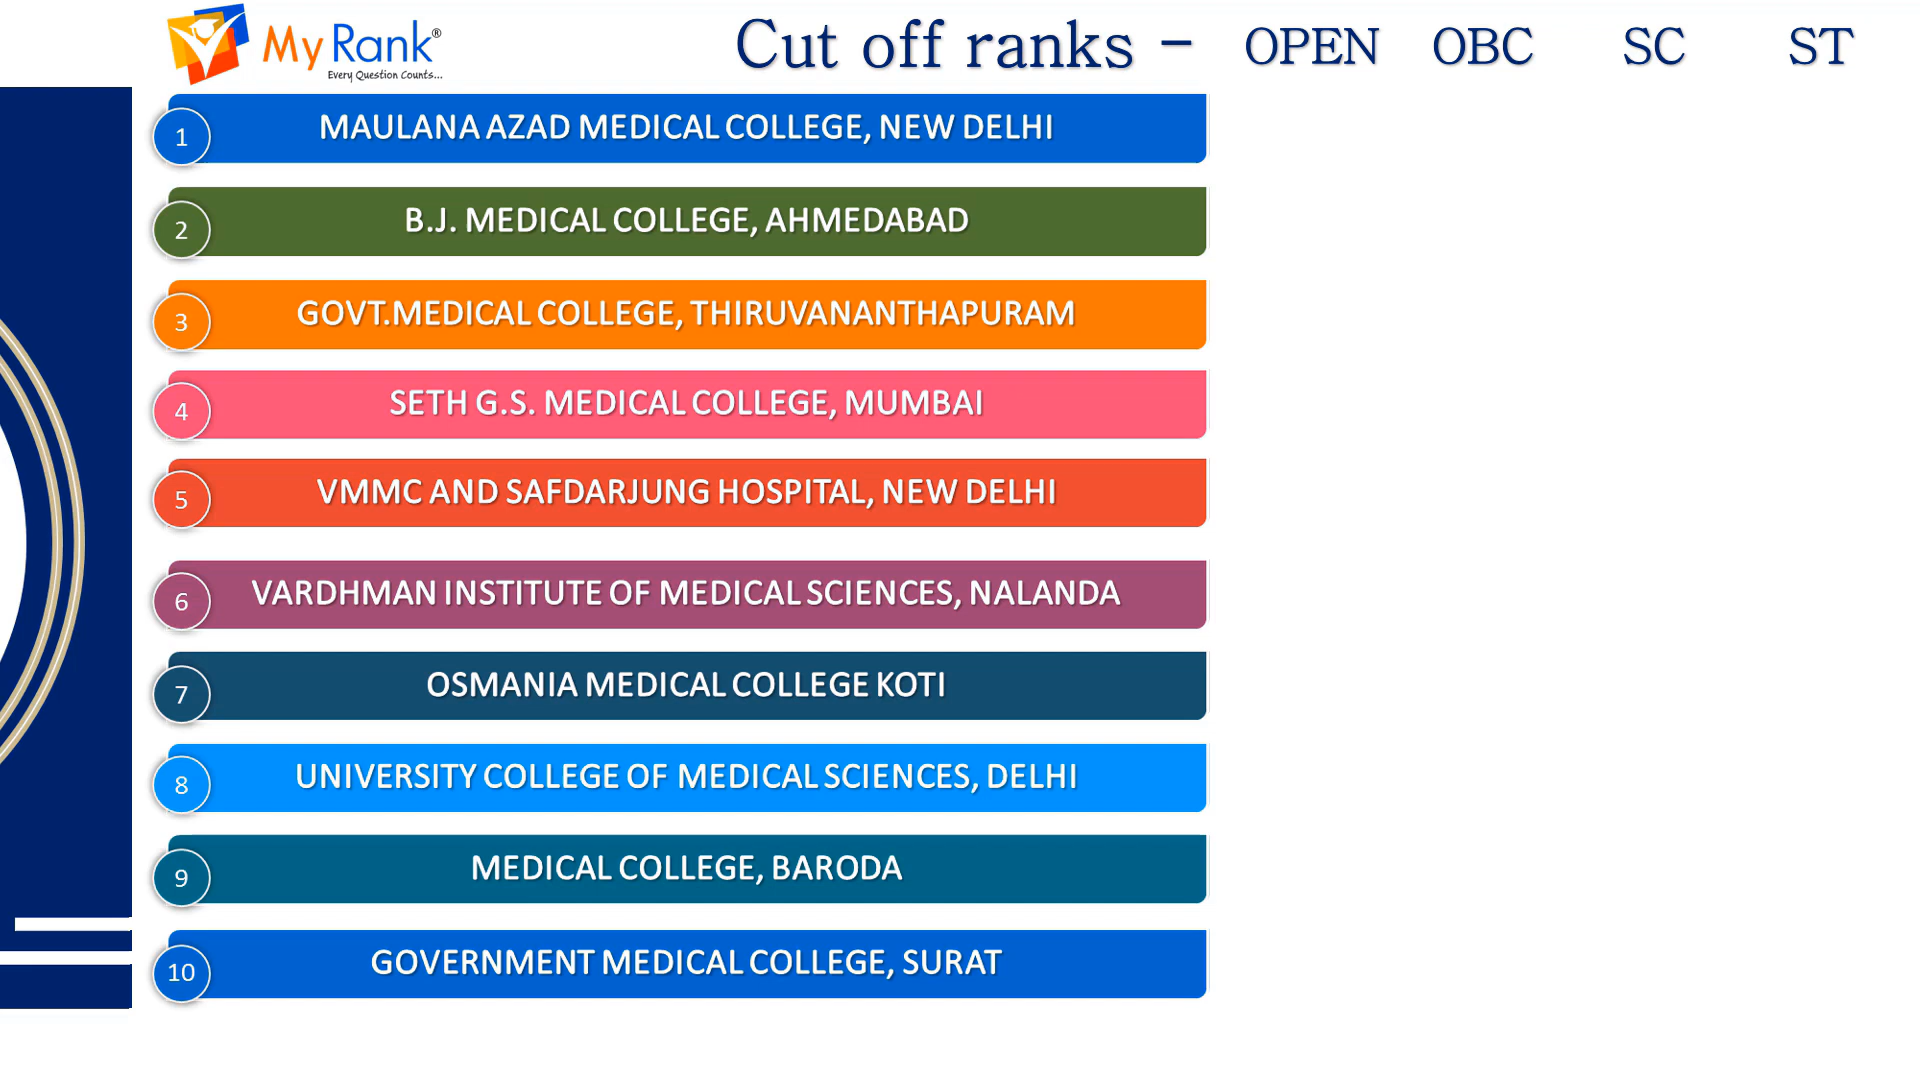 My Rank®
Every Question Counts...
Cut off ranks - OPEN OBC SC ST
1 MAULANA AZAD MEDICAL COLLEGE, NEW DELHI
2 B.J. MEDICAL COLLEGE, AHMEDABAD
3 GOVT.MEDICAL COLLEGE, THIRUVANANTHAPURAM
4 SETH G.S. MEDICAL COLLEGE, MUMBAI
5 VMMC AND SAFDARJUNG HOSPITAL, NEW DELHI
6 VARDHMAN INSTITUTE OF MEDICAL SCIENCES, NALANDA
7 OSMANIA MEDICAL COLLEGE KOTI
8 UNIVERSITY COLLEGE OF MEDICAL SCIENCES, DELHI
9 MEDICAL COLLEGE, BARODA
10 GOVERNMENT MEDICAL COLLEGE, SURAT